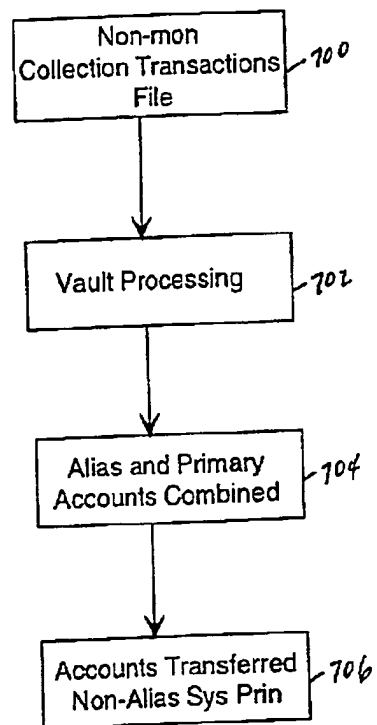 Non-mon
Collection Transactions
File
700
Vault Processing
702
Alias and Primary
Accounts Combined
704
Accounts Transferred
Non-Alias Sys Prin
706